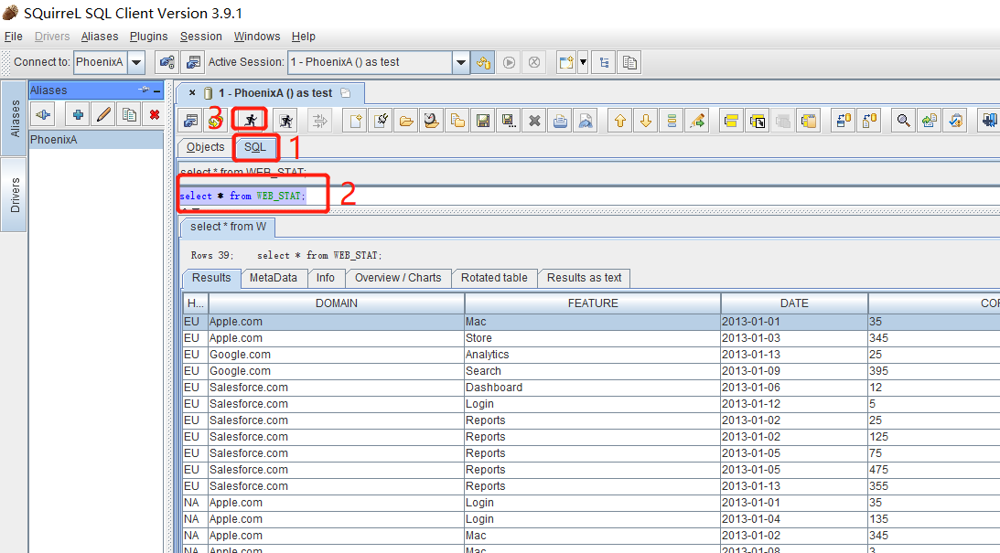 SQuirreL SQL Client Version 3.9.1
File Drivers Aliases Plugins Session Windows Help
Connect to: PhoenixA Active Session: 1 - PhoenixA () as test
Aliases
Drivers
Aliases
PhoenixA
1 - PhoenixA () as test
3
Objects SQL 1
select * from WEB_STAT;
select * from WEB_STAT; 2
select * from W
Rows 39; select * from WEB_STAT;
Results MetaData Info Overview / Charts Rotated table Results as text
H... DOMAIN FEATURE DATE
EU Apple.com Mac 2013-01-01 35
EU Apple.com Store 2013-01-03 345
EU Google.com Analytics 2013-01-13 25
EU Google.com Search 2013-01-09 395
EU Salesforce.com Dashboard 2013-01-06 12
EU Salesforce.com Login 2013-01-12 5
EU Salesforce.com Reports 2013-01-02 25
EU Salesforce.com Reports 2013-01-02 125
EU Salesforce.com Reports 2013-01-05 75
EU Salesforce.com Reports 2013-01-05 475
EU Salesforce.com Reports 2013-01-13 355
NA Apple.com Login 2013-01-01 35
NA Apple.com Login 2013-01-04 135
NA Apple.com Mac 2013-01-02 345
NA Apple.com Mac 2013-01-08 3